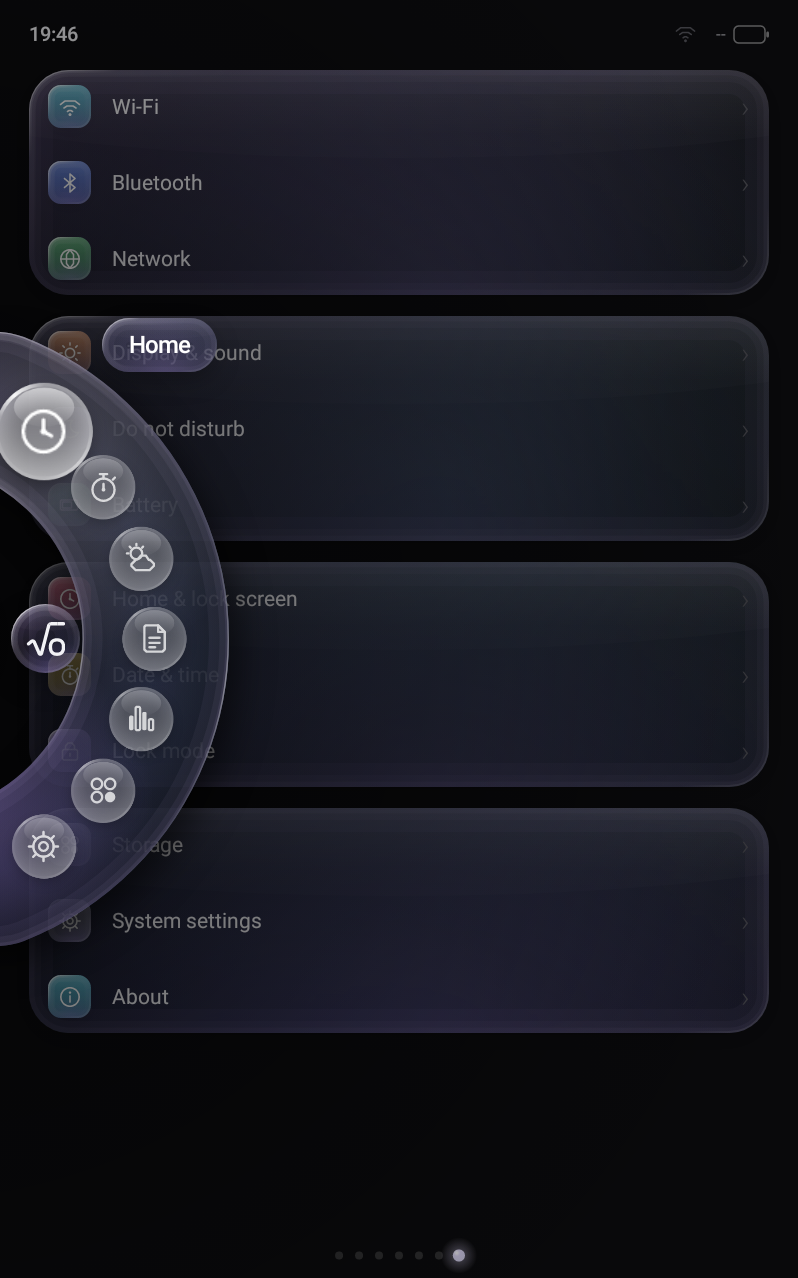 19:46
--
Wi-Fi
Bluetooth
Network
Home
Display & sound
Do not disturb
Battery
Home & lock screen
Date & time
Lock mode
Storage
System settings
About